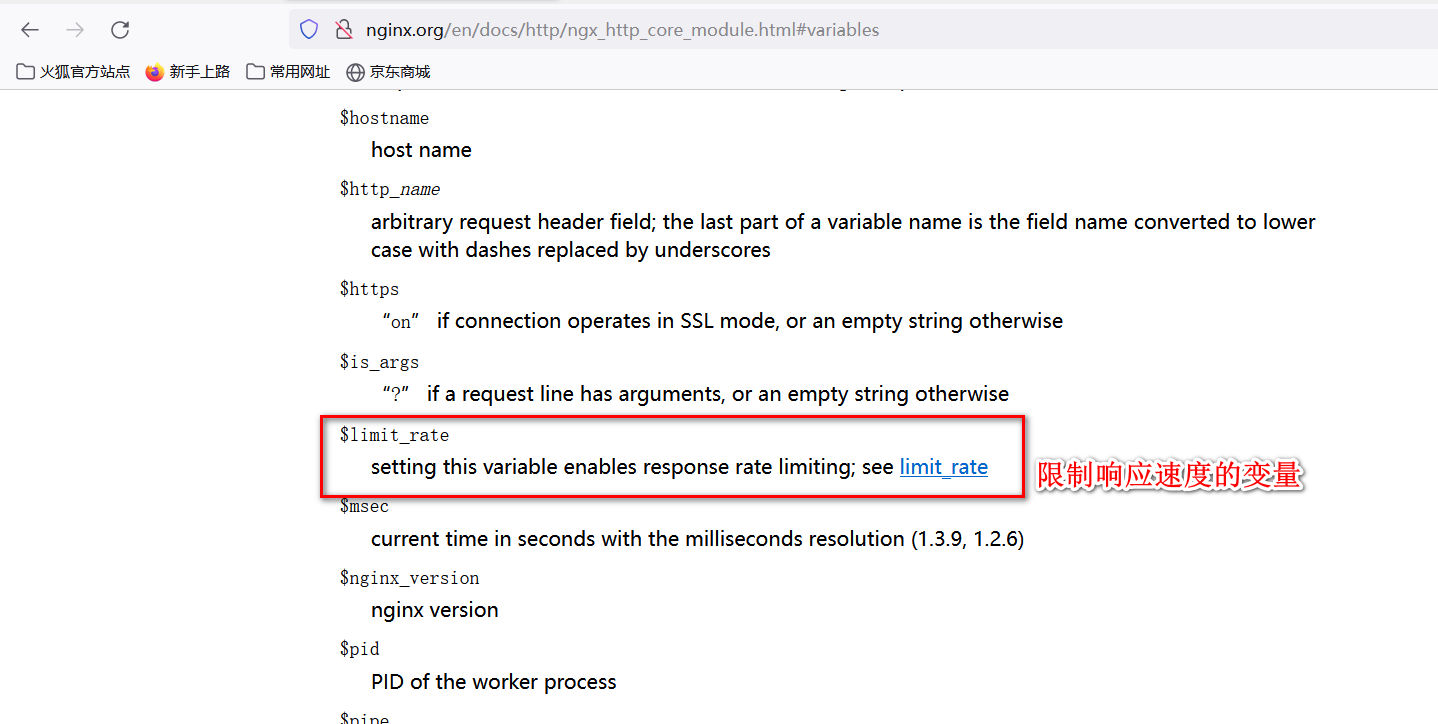 nginx.org/en/docs/http/ngx_http_core_module.html#variables
火狐官方站点 新手上路 常用网址 京东商城
$hostname
host name
$http_name
arbitrary request header field; the last part of a variable name is the field name converted to lower
case with dashes replaced by underscores
$https
“on” if connection operates in SSL mode, or an empty string otherwise
$is_args
“?” if a request line has arguments, or an empty string otherwise
$limit_rate
setting this variable enables response rate limiting; see limit_rate
限制响应速度的变量
$msec
current time in seconds with the milliseconds resolution (1.3.9, 1.2.6)
$nginx_version
nginx version
$pid
PID of the worker process
$pipe